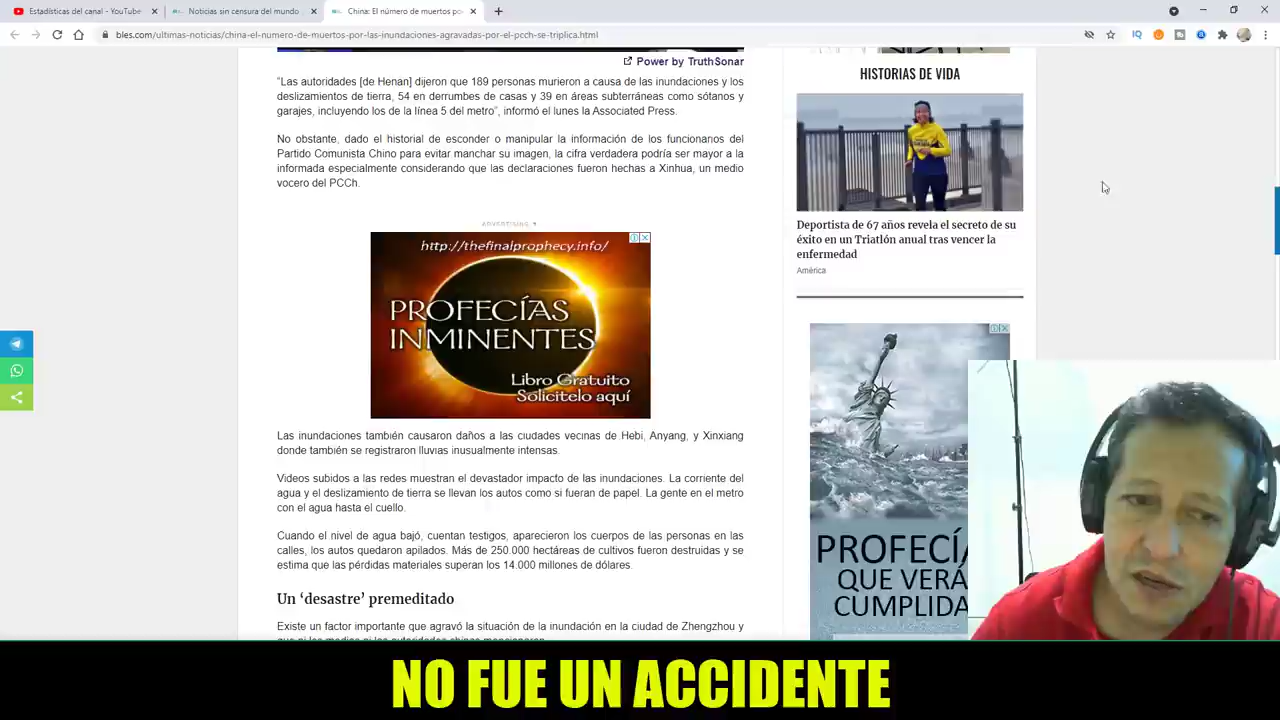 Estadísticas del canal - YouTube
Noticias sin censura del mundo
China: El número de muertos po
bles.com/ultimas-noticias/china-el-numero-de-muertos-por-las-inundaciones-agravadas-por-el-pcch-se-triplica.html
Power by TruthSonar
“Las autoridades [de Henan] dijeron que 189 personas murieron a causa de las inundaciones y los
deslizamientos de tierra, 54 en derrumbes de casas y 39 en áreas subterráneas como sótanos y
garajes, incluyendo los de la línea 5 del metro”, informó el lunes la Associated Press.
No obstante, dado el historial de esconder o manipular la información de los funcionarios del
Partido Comunista Chino para evitar manchar su imagen, la cifra verdadera podría ser mayor a la
informada especialmente considerando que las declaraciones fueron hechas a Xinhua, un medio
vocero del PCCh.
ADVERTISING
http://thefinalprophecy.info/
PROFECÍAS
INMINENTES
Libro Gratuito
Solicitelo aquí
Las inundaciones también causaron daños a las ciudades vecinas de Hebi, Anyang, y Xinxiang
donde también se registraron lluvias inusualmente intensas.
Videos subidos a las redes muestran el devastador impacto de las inundaciones. La corriente del
agua y el deslizamiento de tierra se llevan los autos como si fueran de papel. La gente en el metro
con el agua hasta el cuello.
Cuando el nivel de agua bajó, cuentan testigos, aparecieron los cuerpos de las personas en las
calles, los autos quedaron apilados. Más de 250.000 hectáreas de cultivos fueron destruidas y se
estima que las pérdidas materiales superan los 14.000 millones de dólares.
Un ‘desastre’ premeditado
Existe un factor importante que agravó la situación de la inundación en la ciudad de Zhengzhou y
HISTORIAS DE VIDA
Deportista de 67 años revela el secreto de su
éxito en un Triatlón anual tras vencer la
enfermedad
América
PROFECÍA
QUE VERÁ
CUMPLIDA
NO FUE UN ACCIDENTE